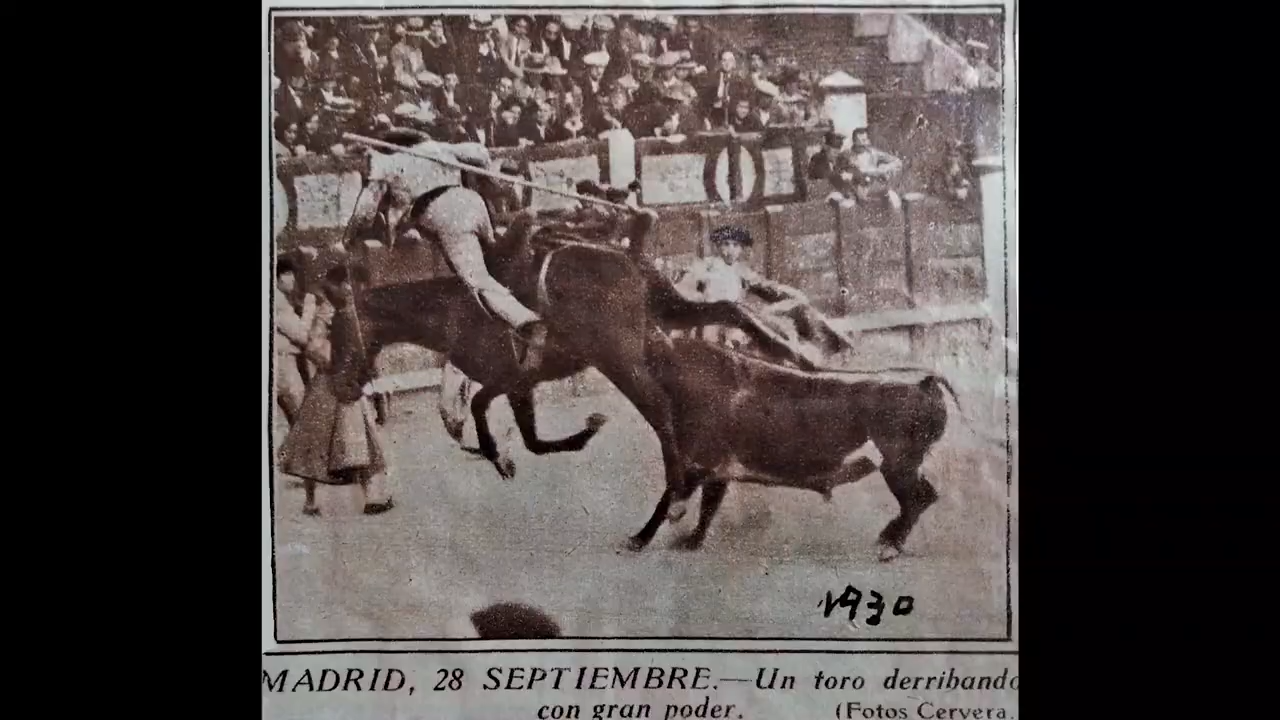 1930
MADRID, 28 SEPTIEMBRE.—Un toro derribando
con gran poder. (Fotos Cervera.